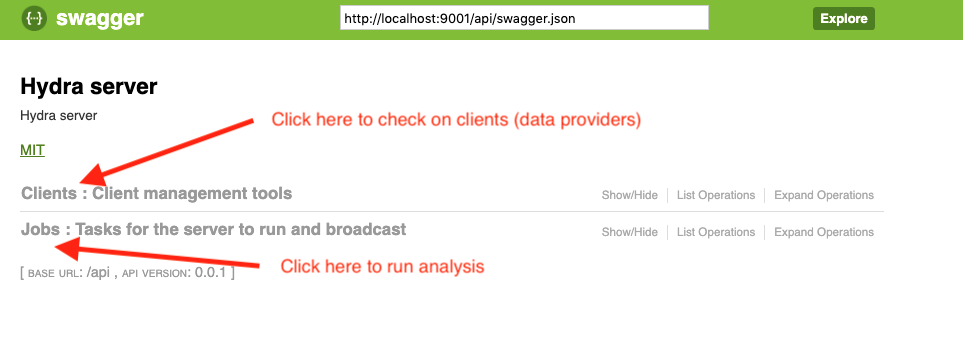 {···} swagger http://localhost:9001/api/swagger.json Explore
Hydra server
Hydra server
Click here to check on clients (data providers)
MIT
Clients : Client management tools Show/Hide List Operations Expand Operations
Jobs : Tasks for the server to run and broadcast Show/Hide List Operations Expand Operations
Click here to run analysis
[ BASE URL: /api , API VERSION: 0.0.1 ]